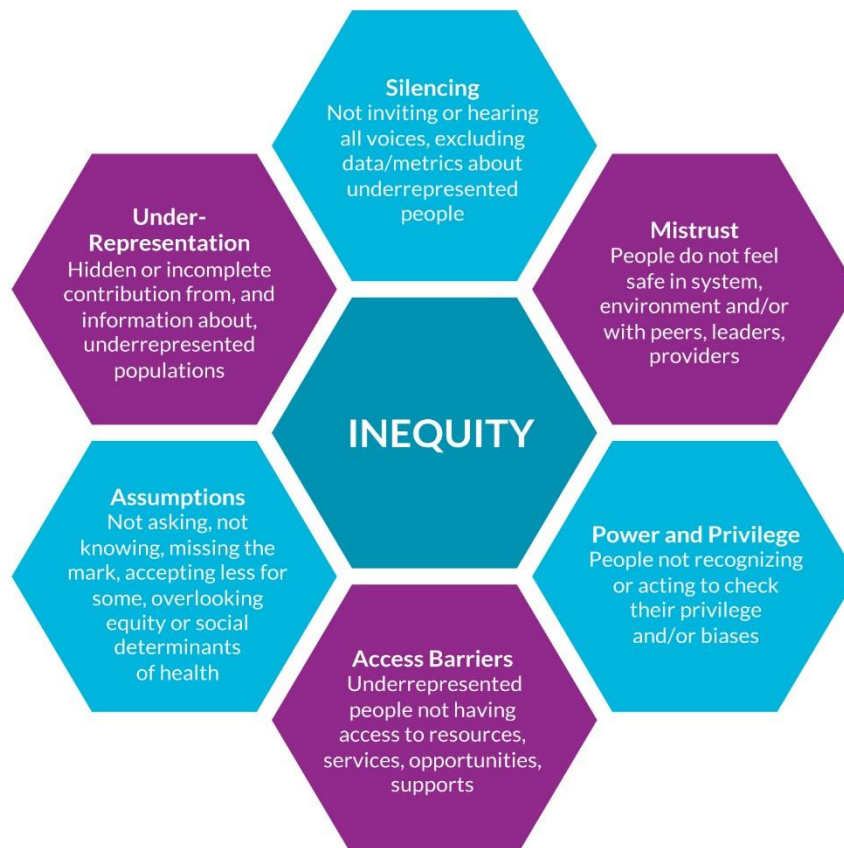 Silencing
Not inviting or hearing
all voices, excluding
data/metrics about
underrepresented
people
Under-
Representation
Hidden or incomplete
contribution from, and
information about,
underrepresented
populations
Mistrust
People do not feel
safe in system,
environment and/or
with peers, leaders,
providers
INEQUITY
Assumptions
Not asking, not
knowing, missing the
mark, accepting less for
some, overlooking
equity or social
determinants
of health
Power and Privilege
People not recognizing
or acting to check
their privilege
and/or biases
Access Barriers
Underrepresented
people not having
access to resources,
services, opportunities,
supports